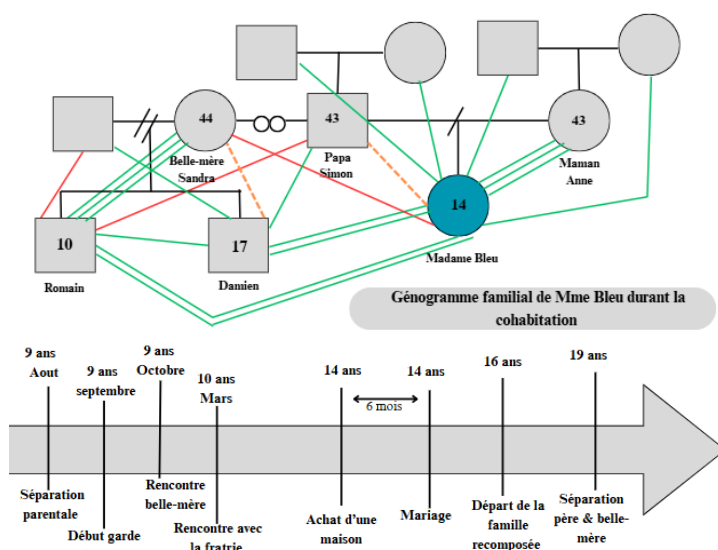 44
43
43
Belle-mère
Sandra
Papa
Simon
Maman
Anne
14
10
17
Romain
Damien
Madame Bleu
Génogramme familial de Mme Bleu durant la
cohabitation
9 ans
Aout
9 ans
septembre
9 ans
Octobre
10 ans
Mars
14 ans
6 mois
14 ans
16 ans
19 ans
Séparation
parentale
Début garde
Rencontre
belle-mère
Rencontre avec
la fratrie
Achat d'une
maison
Mariage
Départ de la
famille
recomposée
Séparation
père & belle-
mère